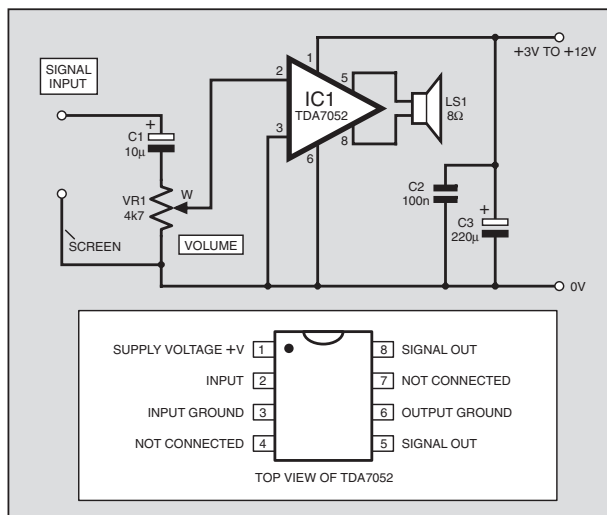 +3V TO +12V
SIGNAL
INPUT
1
2
3
5
8
6
IC1
TDA7052
LS1
8Ω
+
C1
10µ
VR1
4k7
W
VOLUME
SCREEN
C2
100n
+
C3
220µ
0V
SUPPLY VOLTAGE +V 1
8 SIGNAL OUT
INPUT 2
7 NOT CONNECTED
INPUT GROUND 3
6 OUTPUT GROUND
NOT CONNECTED 4
5 SIGNAL OUT
TOP VIEW OF TDA7052